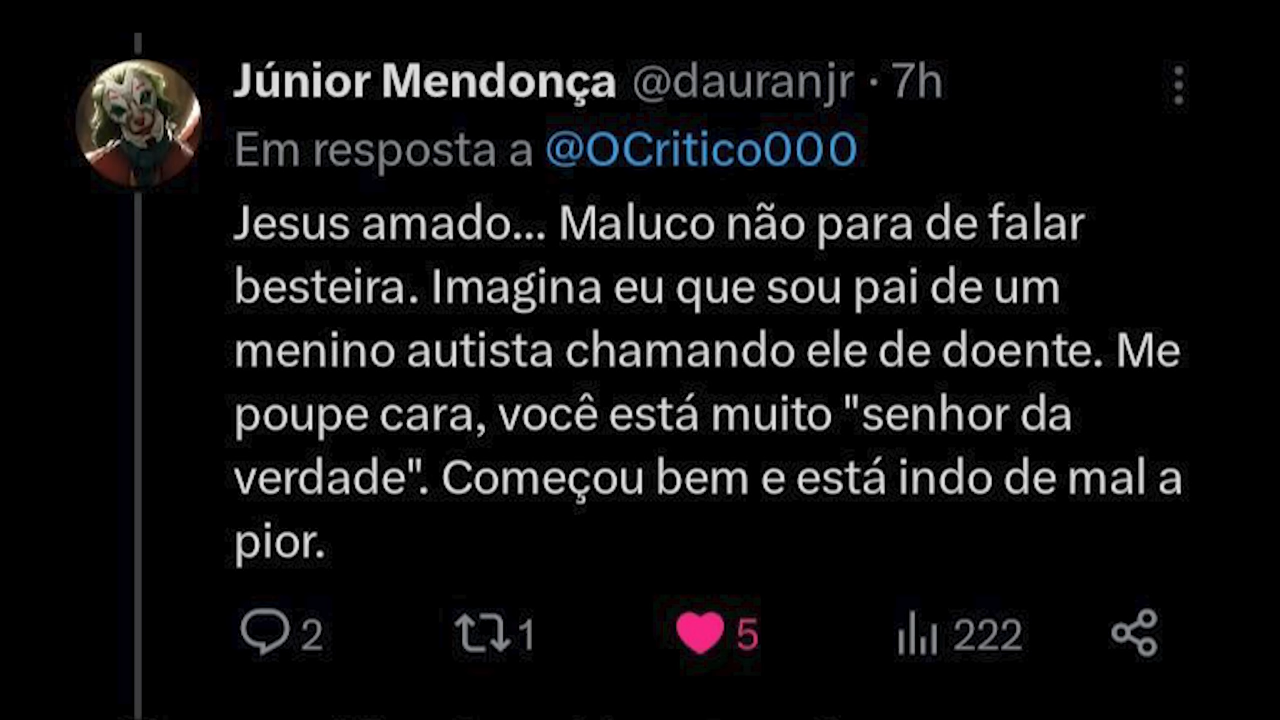 Júnior Mendonça @dauranjr · 7h
Em resposta a @OCritico000
Jesus amado... Maluco não para de falar
besteira. Imagina eu que sou pai de um
menino autista chamando ele de doente. Me
poupe cara, você está muito "senhor da
verdade". Começou bem e está indo de mal a
pior.
2 1 5 222